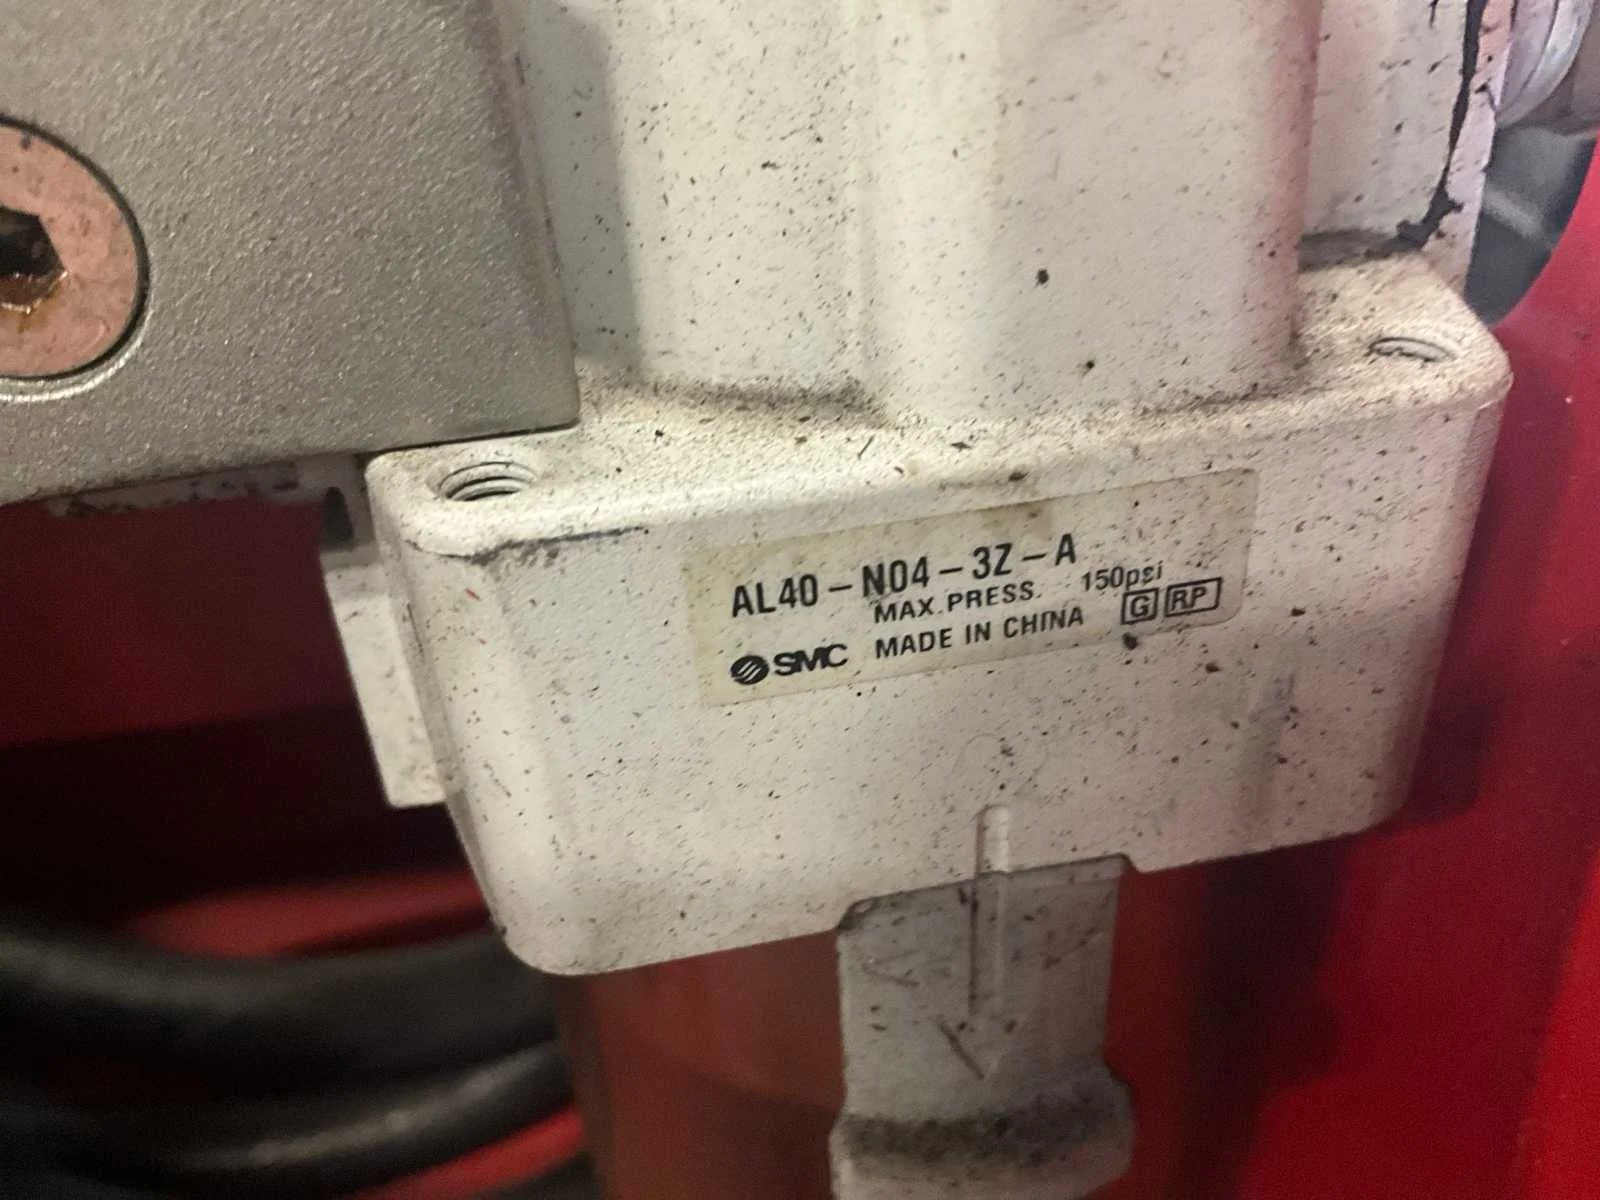 AL40-N04-3Z-A
MAX.PRESS. 150psi
SMC MADE IN CHINA G RP